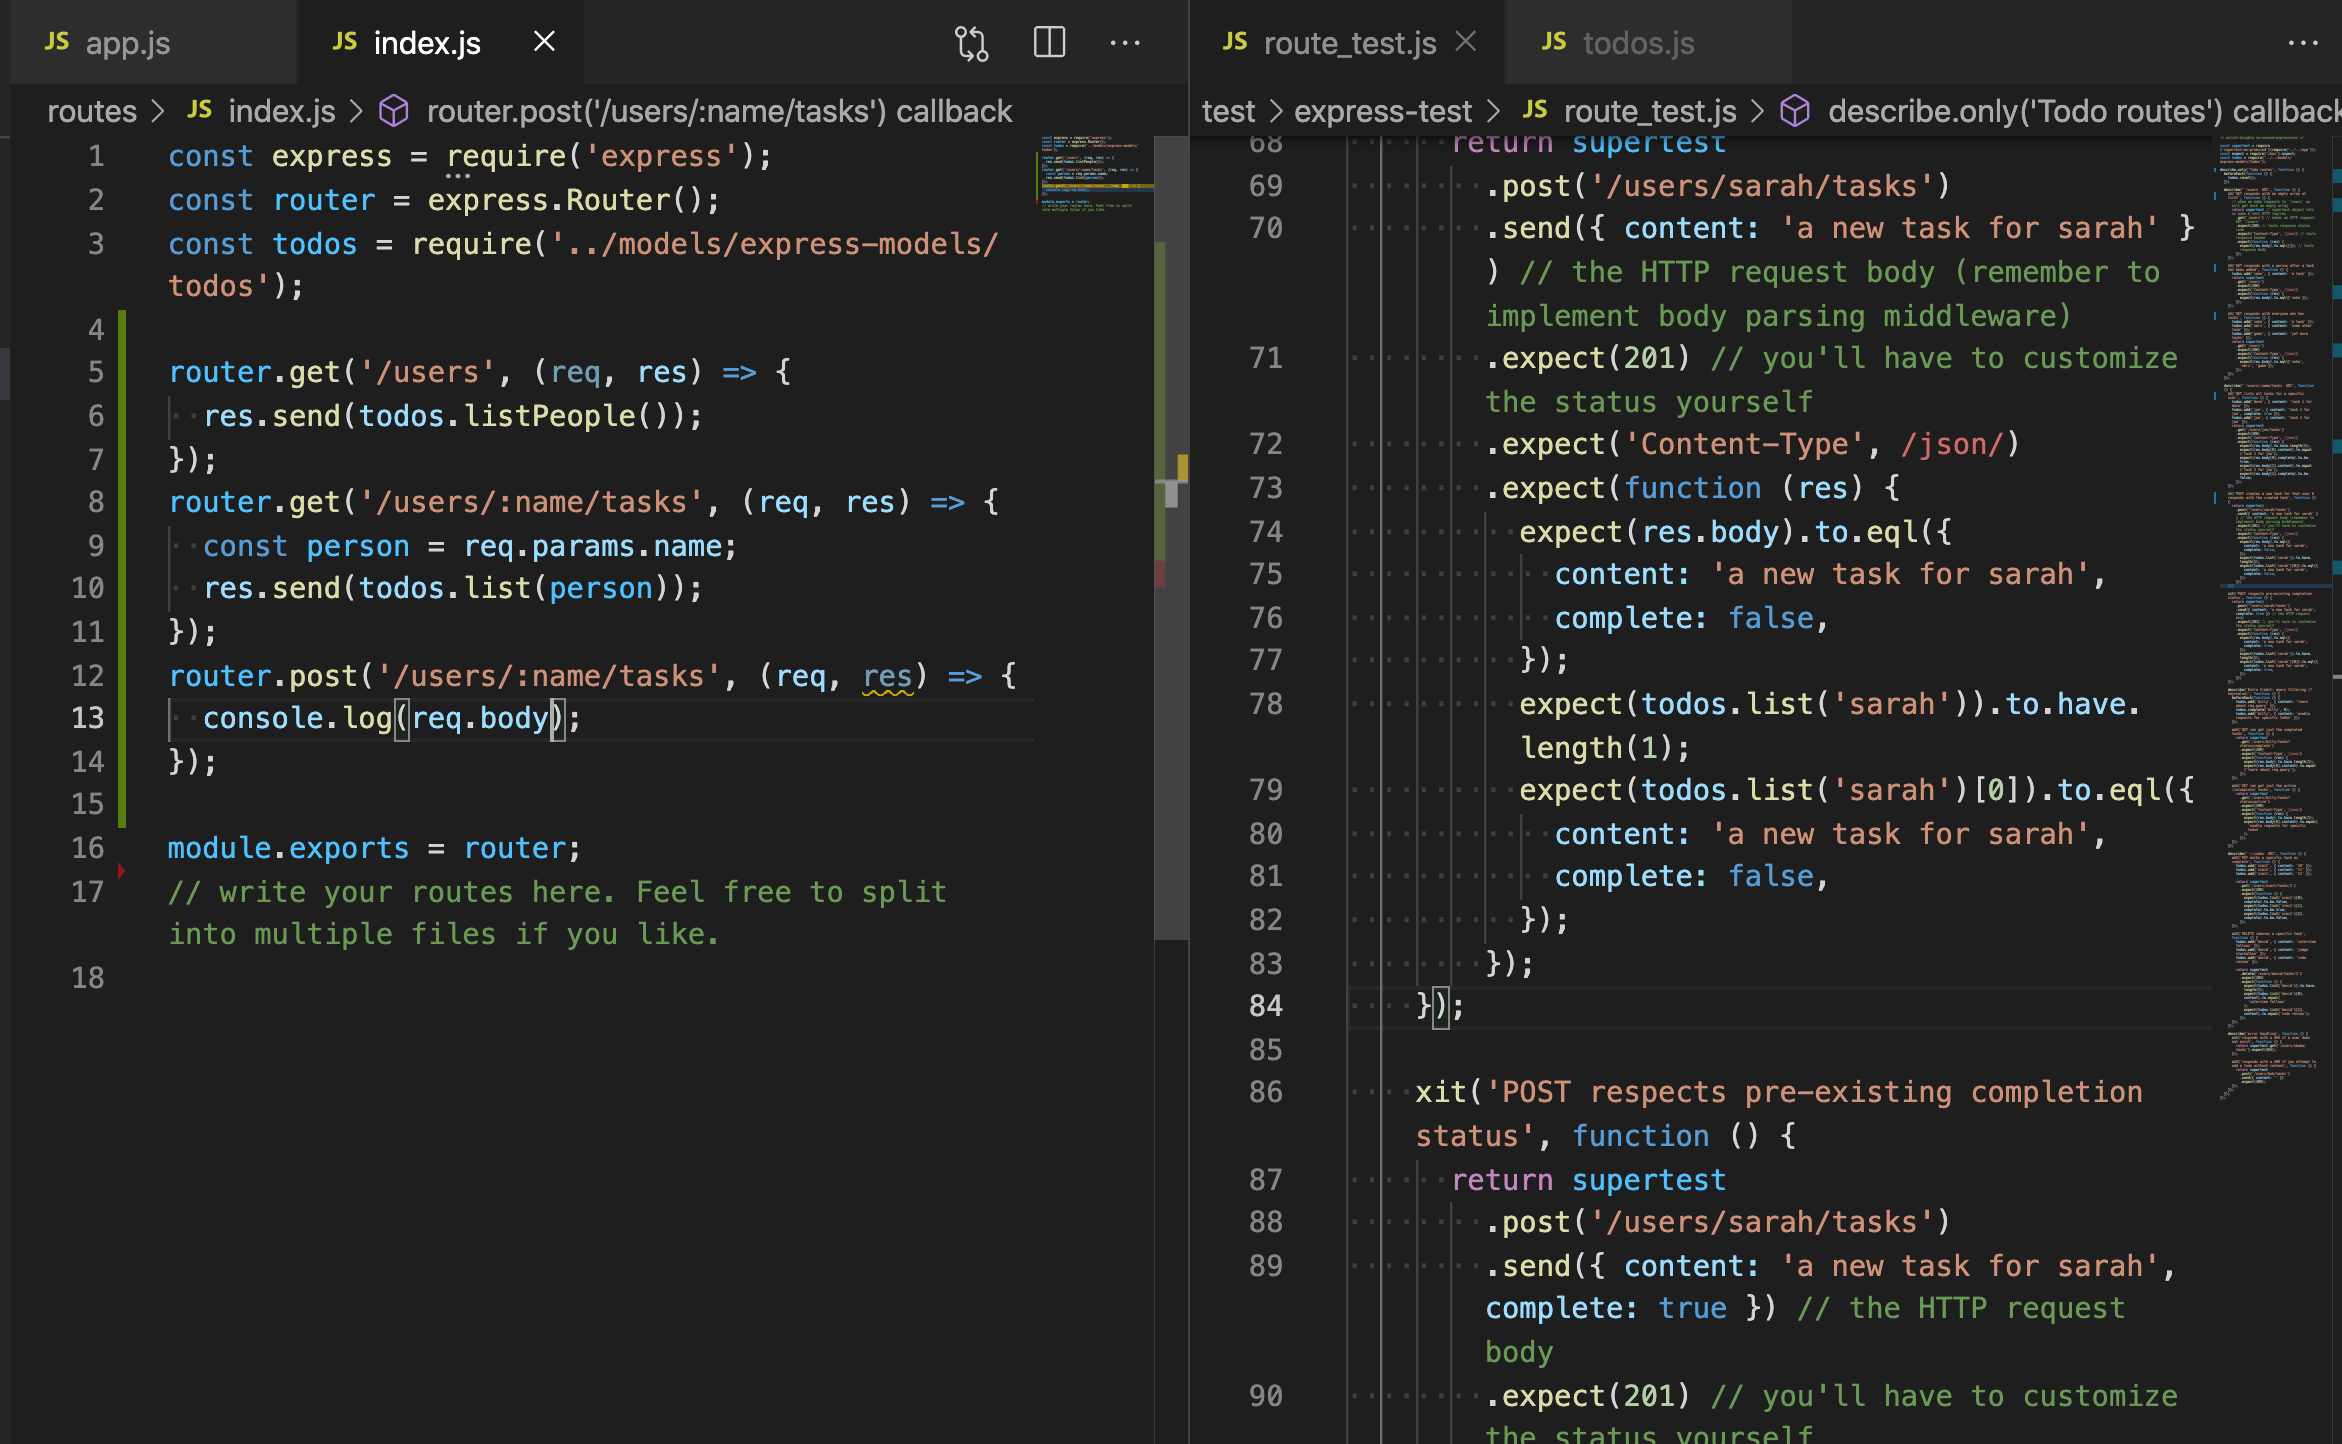 JS app.js
JS index.js
routes > JS index.js > router.post('/users/:name/tasks') callback
1 const express = require('express');
2 const router = express.Router();
3 const todos = require('../models/express-models/
todos');
4
5 router.get('/users', (req, res) => {
6 res.send(todos.listPeople());
7 });
8 router.get('/users/:name/tasks', (req, res) => {
9 const person = req.params.name;
10 res.send(todos.list(person));
11 });
12 router.post('/users/:name/tasks', (req, res) => {
13 console.log(req.body);
14 });
15
16 module.exports = router;
17 // write your routes here. Feel free to split
into multiple files if you like.
18
JS route_test.js
JS todos.js
test > express-test > JS route_test.js > describe.only('Todo routes') callback
68 return supertest
69 .post('/users/sarah/tasks')
70 .send({ content: 'a new task for sarah' }
) // the HTTP request body (remember to
implement body parsing middleware)
71 .expect(201) // you'll have to customize
the status yourself
72 .expect('Content-Type', /json/)
73 .expect(function (res) {
74 expect(res.body).to.eql({
75 content: 'a new task for sarah',
76 complete: false,
77 });
78 expect(todos.list('sarah')).to.have.
length(1);
79 expect(todos.list('sarah')[0]).to.eql({
80 content: 'a new task for sarah',
81 complete: false,
82 });
83 });
84 });
85
86 xit('POST respects pre-existing completion
status', function () {
87 return supertest
88 .post('/users/sarah/tasks')
89 .send({ content: 'a new task for sarah',
complete: true }) // the HTTP request
body
90 .expect(201) // you'll have to customize
the status yourself